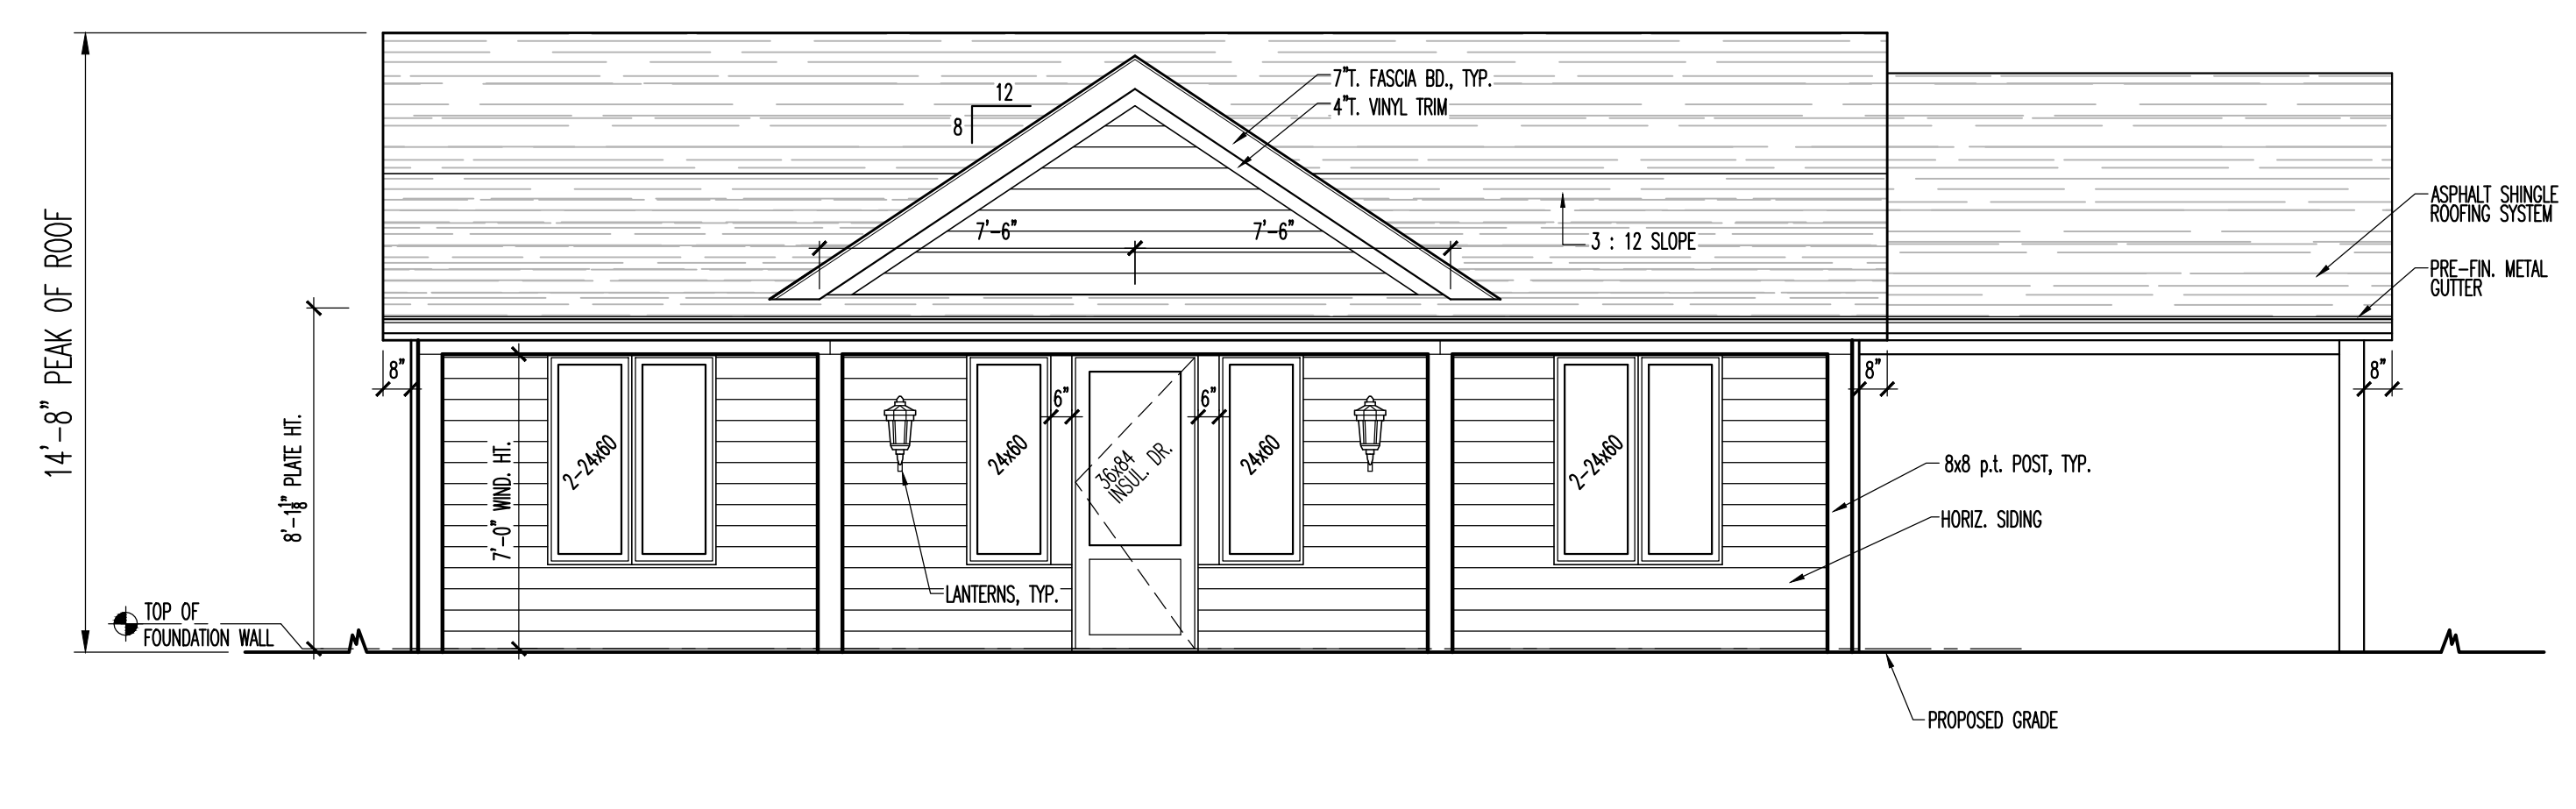 7"T. FASCIA BD., TYP.
4"T. VINYL TRIM
12
8
7'-6"
7'-6"
3 : 12 SLOPE
ASPHALT SHINGLE
ROOFING SYSTEM
PRE-FIN. METAL
GUTTER
14'-8" PEAK OF ROOF
8'-1 1/8" PLATE HT.
7'-0" WIND. HT.
8"
8"
8"
6"
6"
2-24x60
24x60
36x84
INSUL. DR.
24x60
2-24x60
8x8 p.t. POST, TYP.
HORIZ. SIDING
LANTERNS, TYP.
TOP OF
FOUNDATION WALL
PROPOSED GRADE